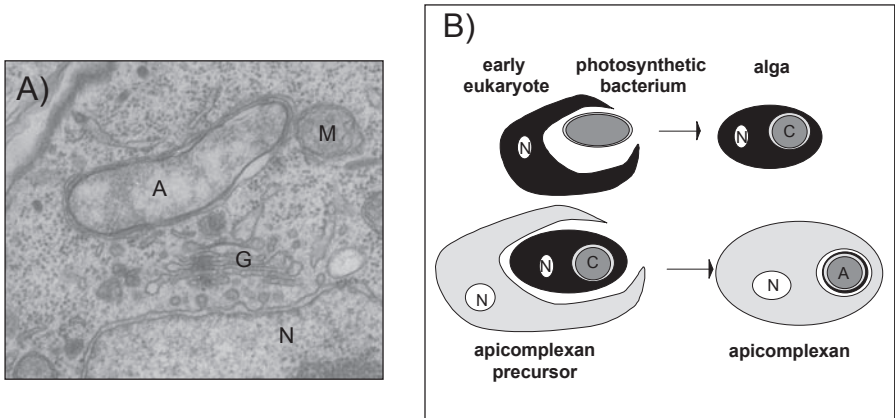 A)
M
A
G
N
B)
early eukaryote
photosynthetic bacterium
alga
N
N
C
N
N
C
N
A
apicomplexan precursor
apicomplexan